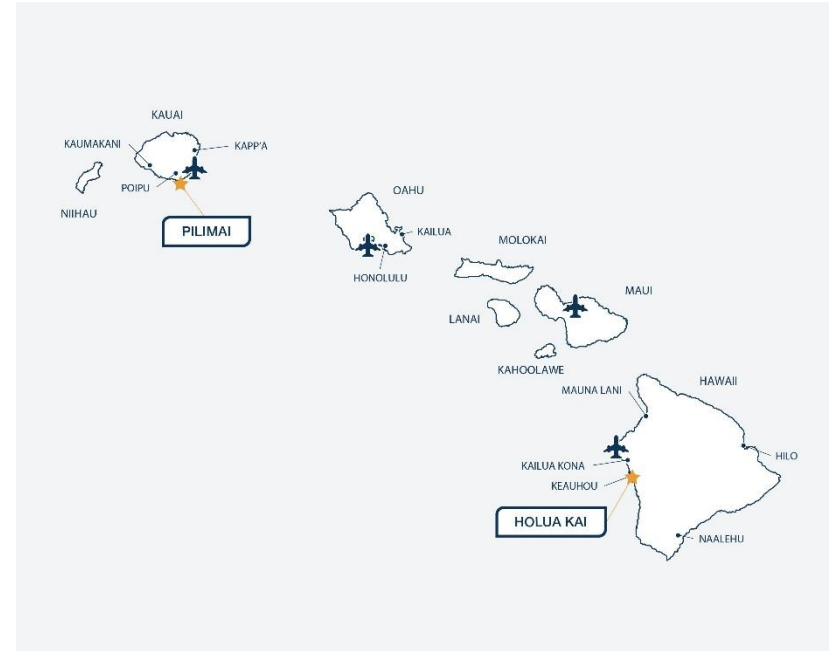 KAUAI
KAUMAKANI
KAPP'A
POIPU
NIIHAU
PILIMAI
OAHU
KAILUA
HONOLULU
MOLOKAI
LANAI
MAUI
KAHOOLAWE
HAWAII
MAUNA LANI
HILO
KAILUA KONA
KEAUHOU
HOLUA KAI
NAALEHU